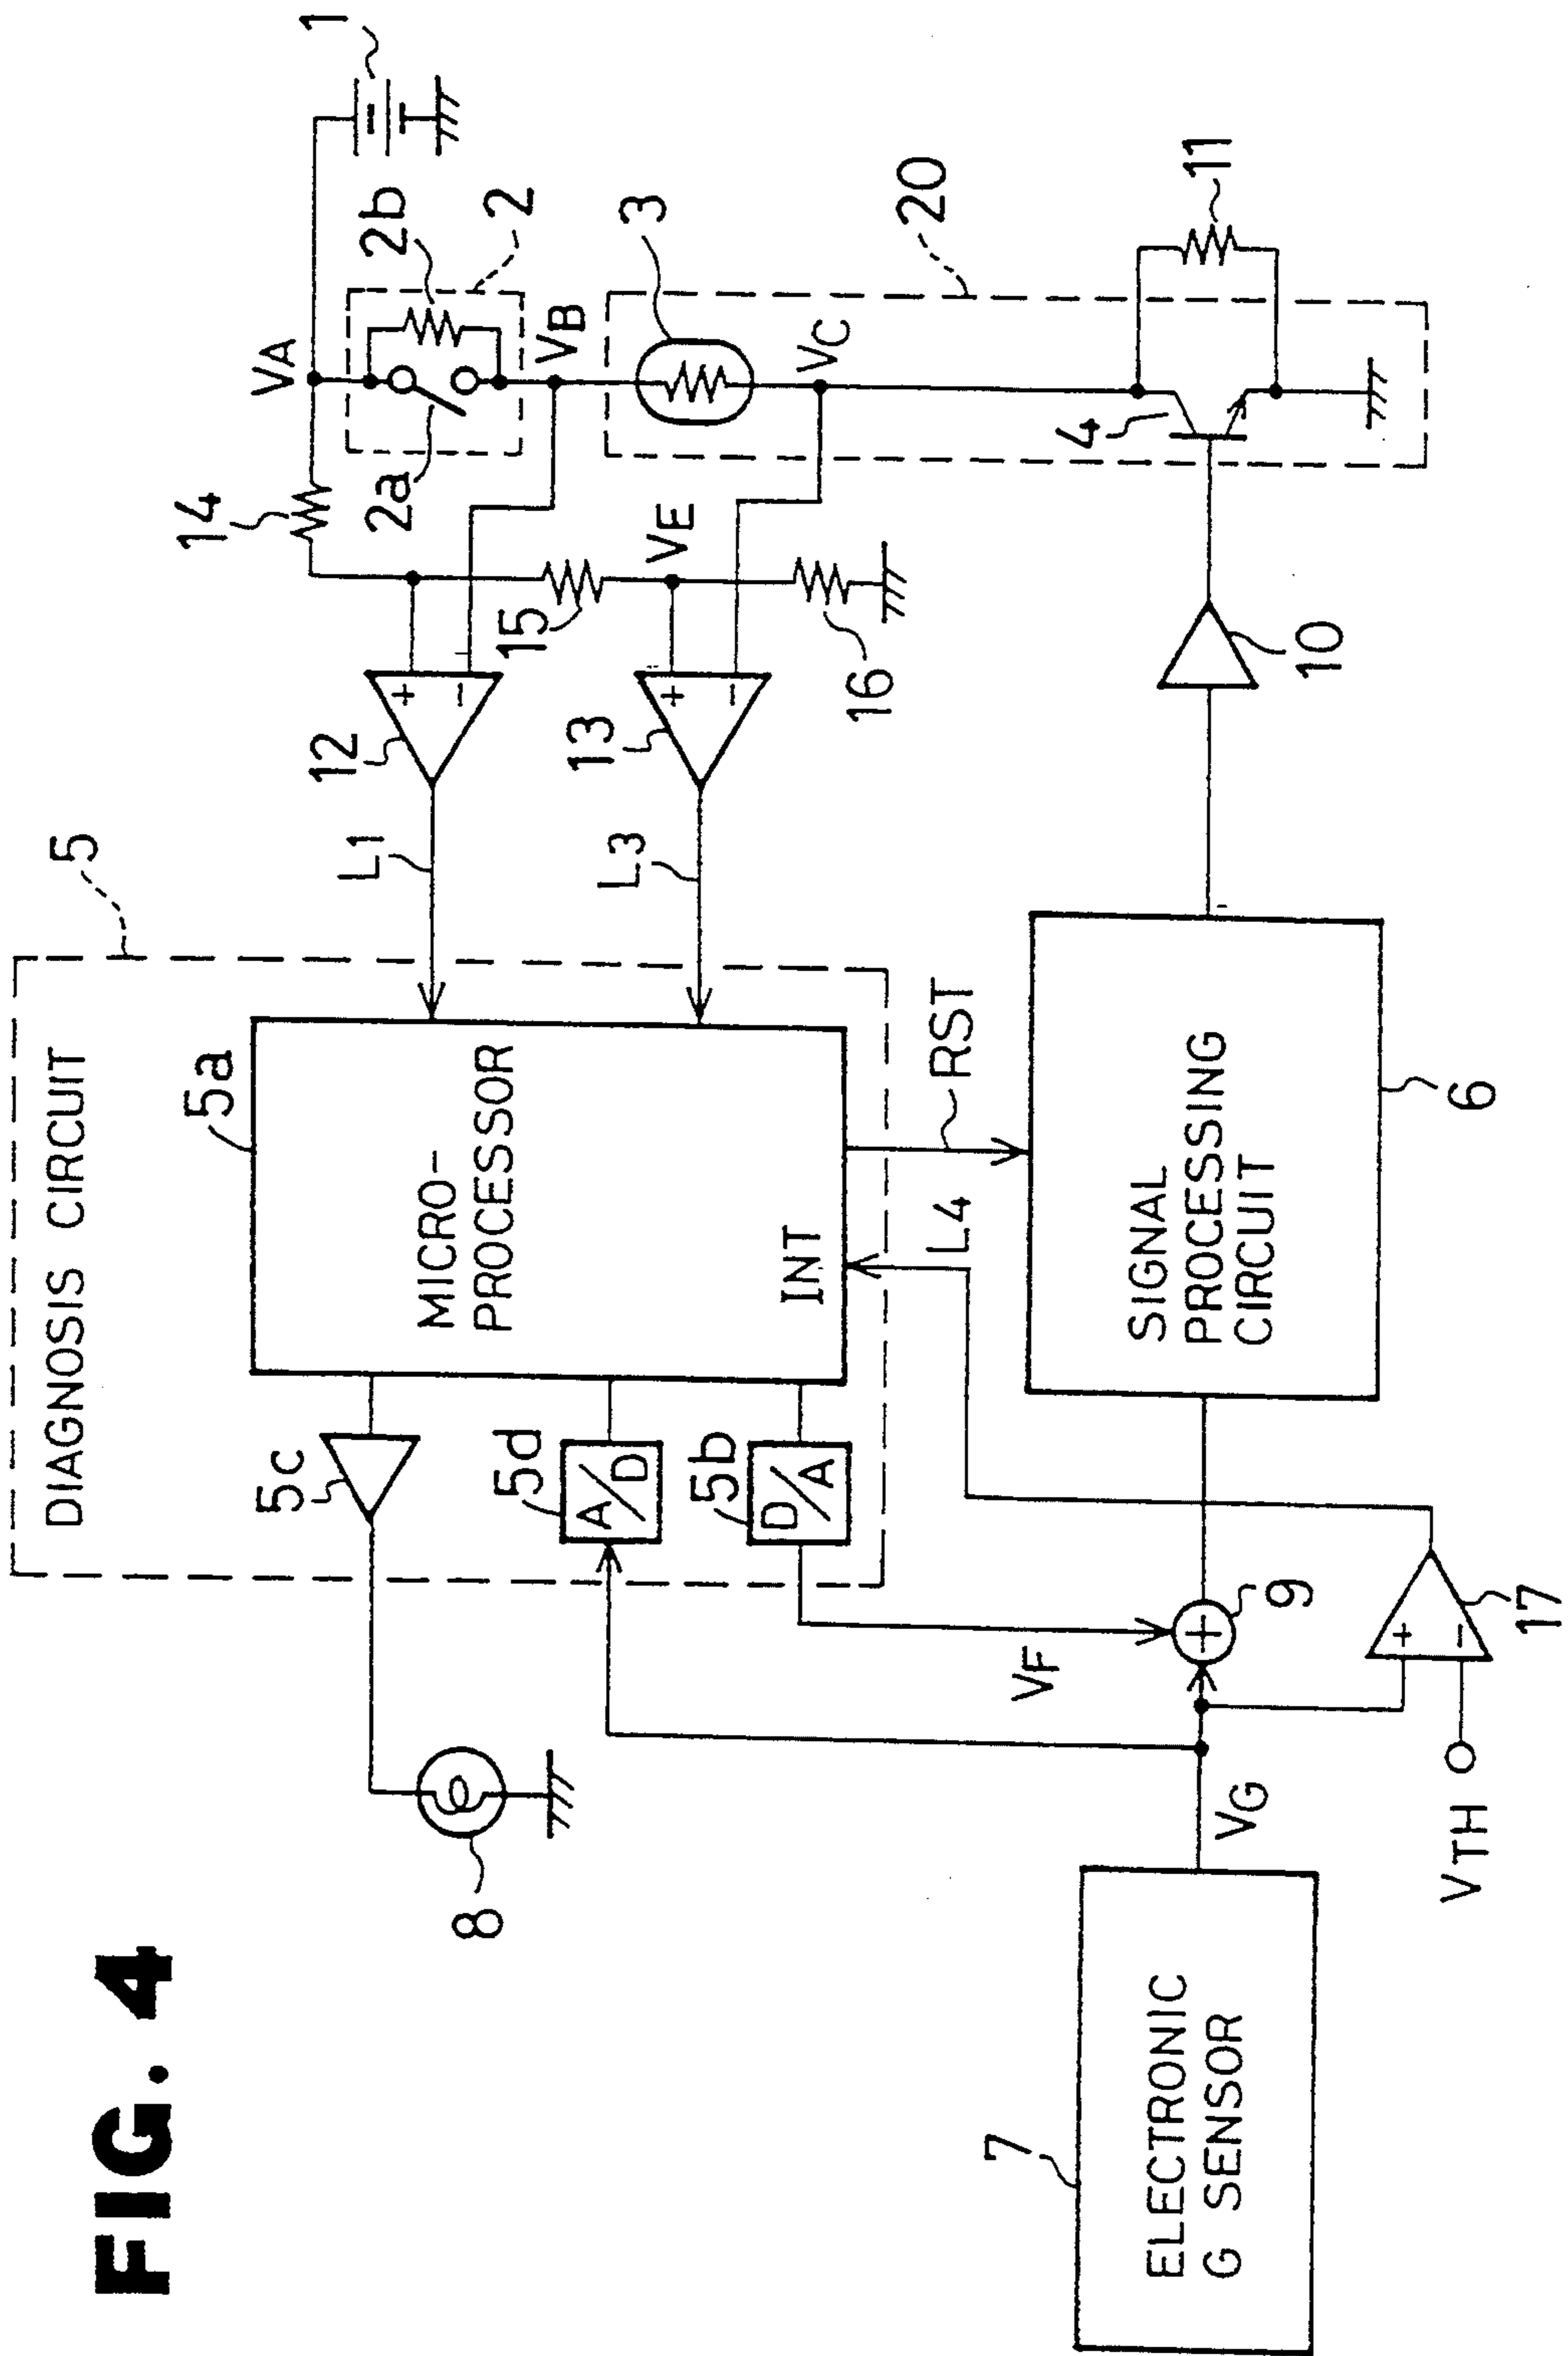 FIG. 4
DIAGNOSIS CIRCUIT
5
5a
MICRO-
PROCESSOR
INT
5c
5d
A/D
5b
D/A
8
L1
L3
12
+
−
13
+
−
14
15
16
VA
VB
VC
VE
1
2
2a
2b
3
20
4
11
10
RST
L4
SIGNAL
PROCESSING
CIRCUIT
6
VF
9
+
17
+
−
VTH
VG
7
ELECTRONIC
G SENSOR